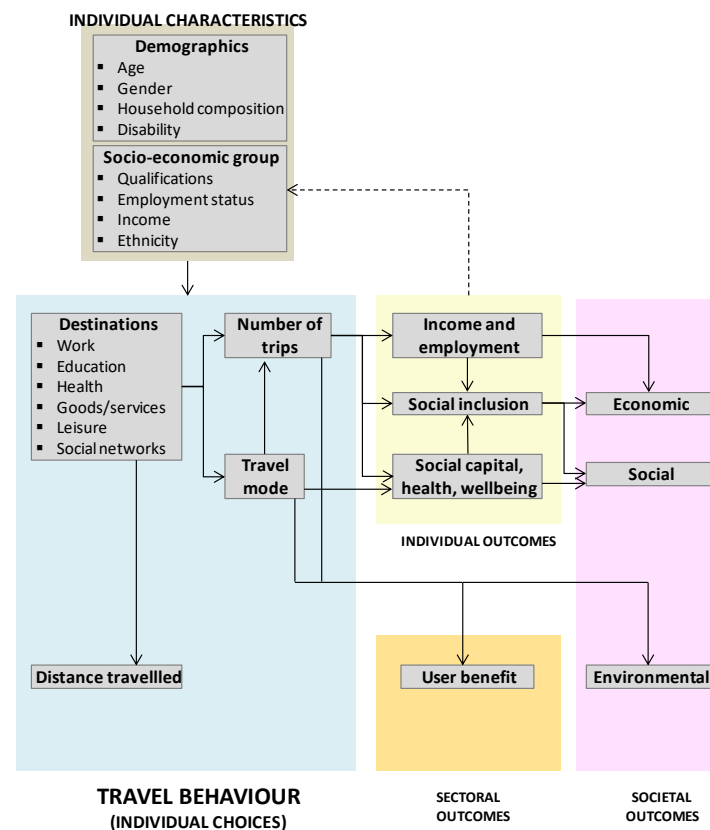 INDIVIDUAL CHARACTERISTICS
Demographics
▪ Age
▪ Gender
▪ Household composition
▪ Disability
Socio-economic group
▪ Qualifications
▪ Employment status
▪ Income
▪ Ethnicity
Destinations
▪ Work
▪ Education
▪ Health
▪ Goods/services
▪ Leisure
▪ Social networks
Number of
trips
Travel
mode
Distance travellled
Income and
employment
Social inclusion
Social capital,
health, wellbeing
INDIVIDUAL OUTCOMES
Economic
Social
User benefit
Environmental
TRAVEL BEHAVIOUR
(INDIVIDUAL CHOICES)
SECTORAL
OUTCOMES
SOCIETAL
OUTCOMES